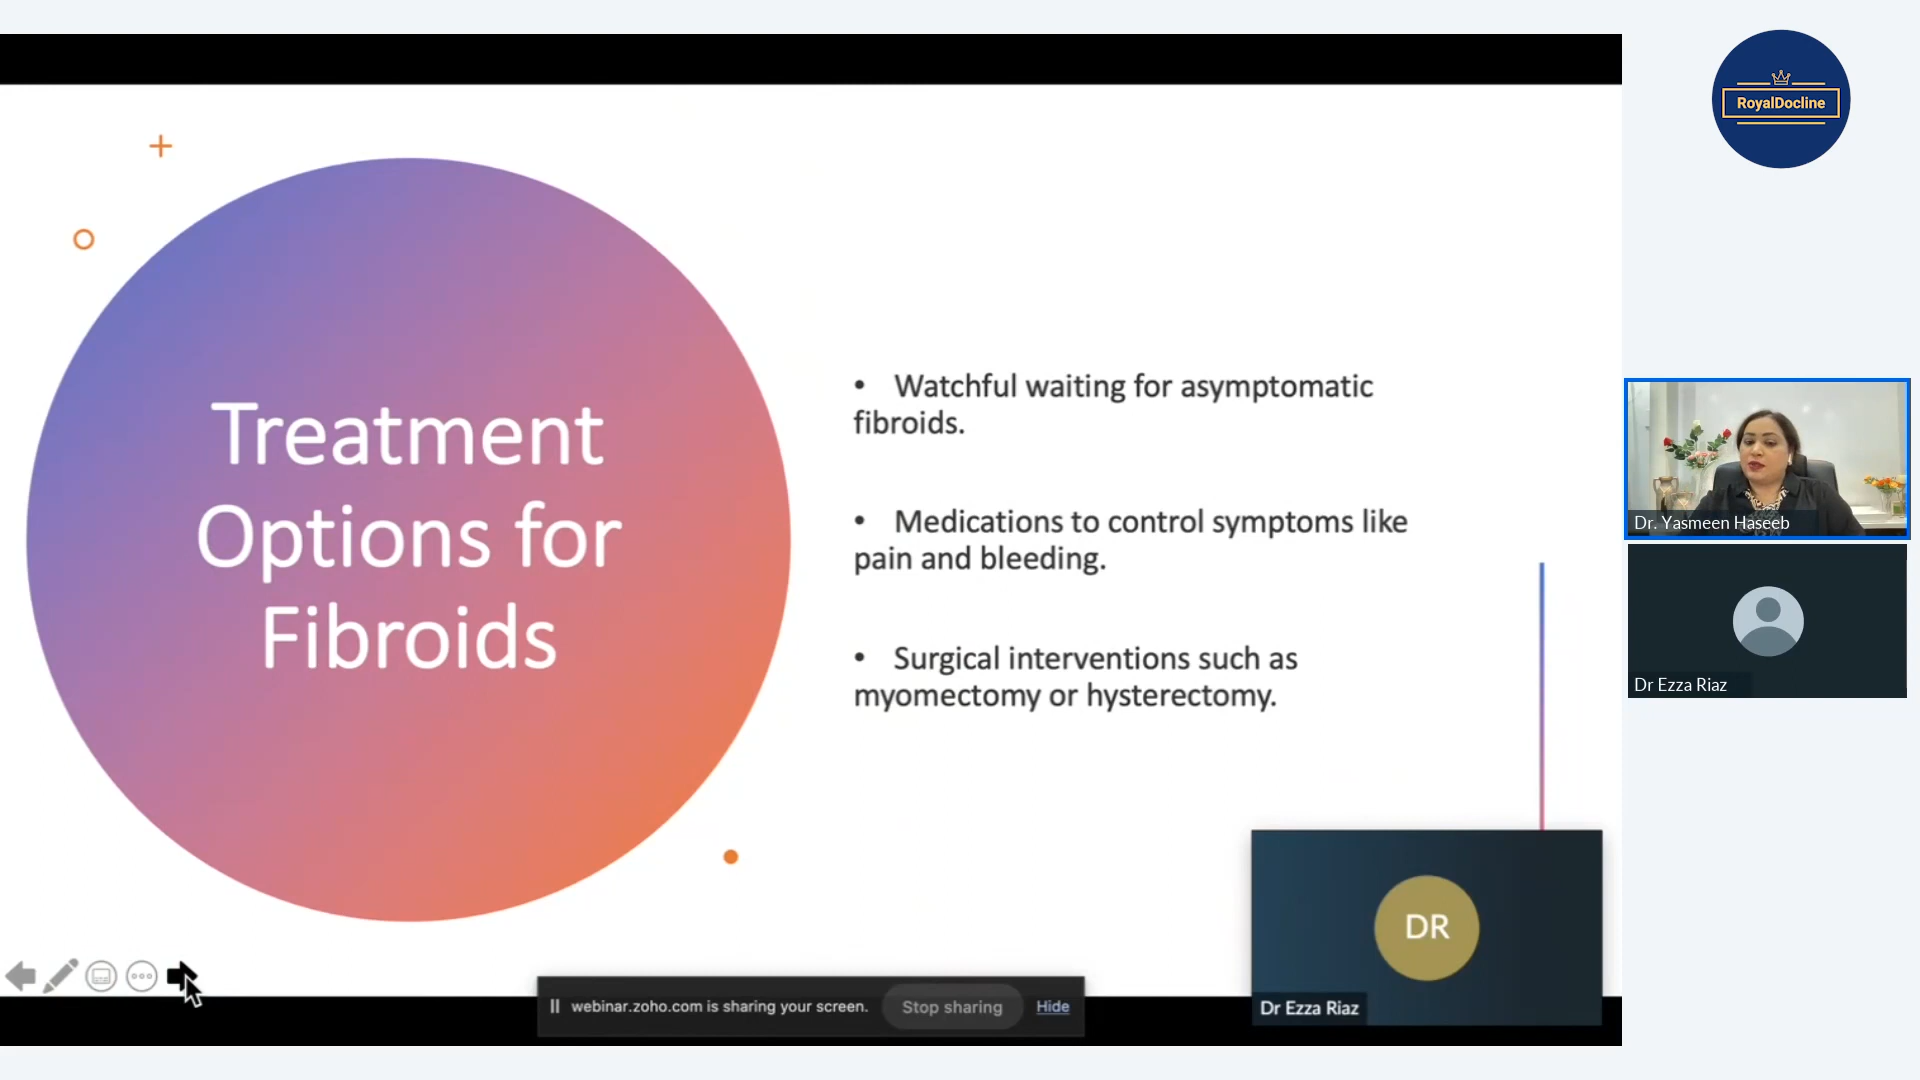 RoyalDocline
Treatment
Options for
Fibroids
• Watchful waiting for asymptomatic
fibroids.
• Medications to control symptoms like
pain and bleeding.
• Surgical interventions such as
myomectomy or hysterectomy.
Dr. Yasmeen Haseeb
Dr Ezza Riaz
DR
Dr Ezza Riaz
webinar.zoho.com is sharing your screen. Stop sharing Hide